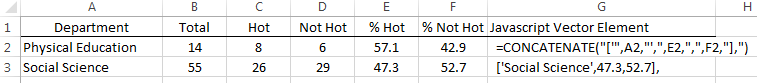 A B C D E F G H
1 Department Total Hot Not Hot % Hot % Not Hot Javascript Vector Element
2 Physical Education 14 8 6 57.1 42.9 =CONCATENATE("['",A2,"',",E2,",",F2,"],")
3 Social Science 55 26 29 47.3 52.7 ['Social Science',47.3,52.7],